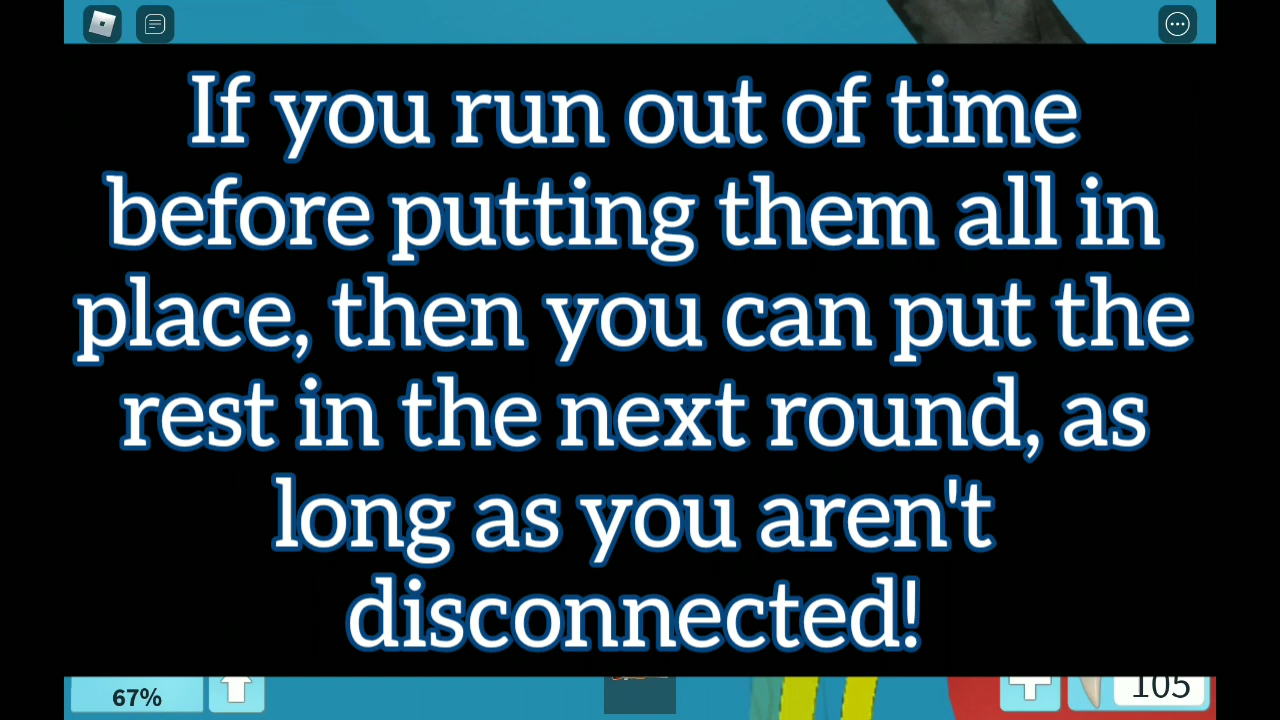 If you run out of time
before putting them all in
place, then you can put the
rest in the next round, as
long as you aren't
disconnected!
67%
105